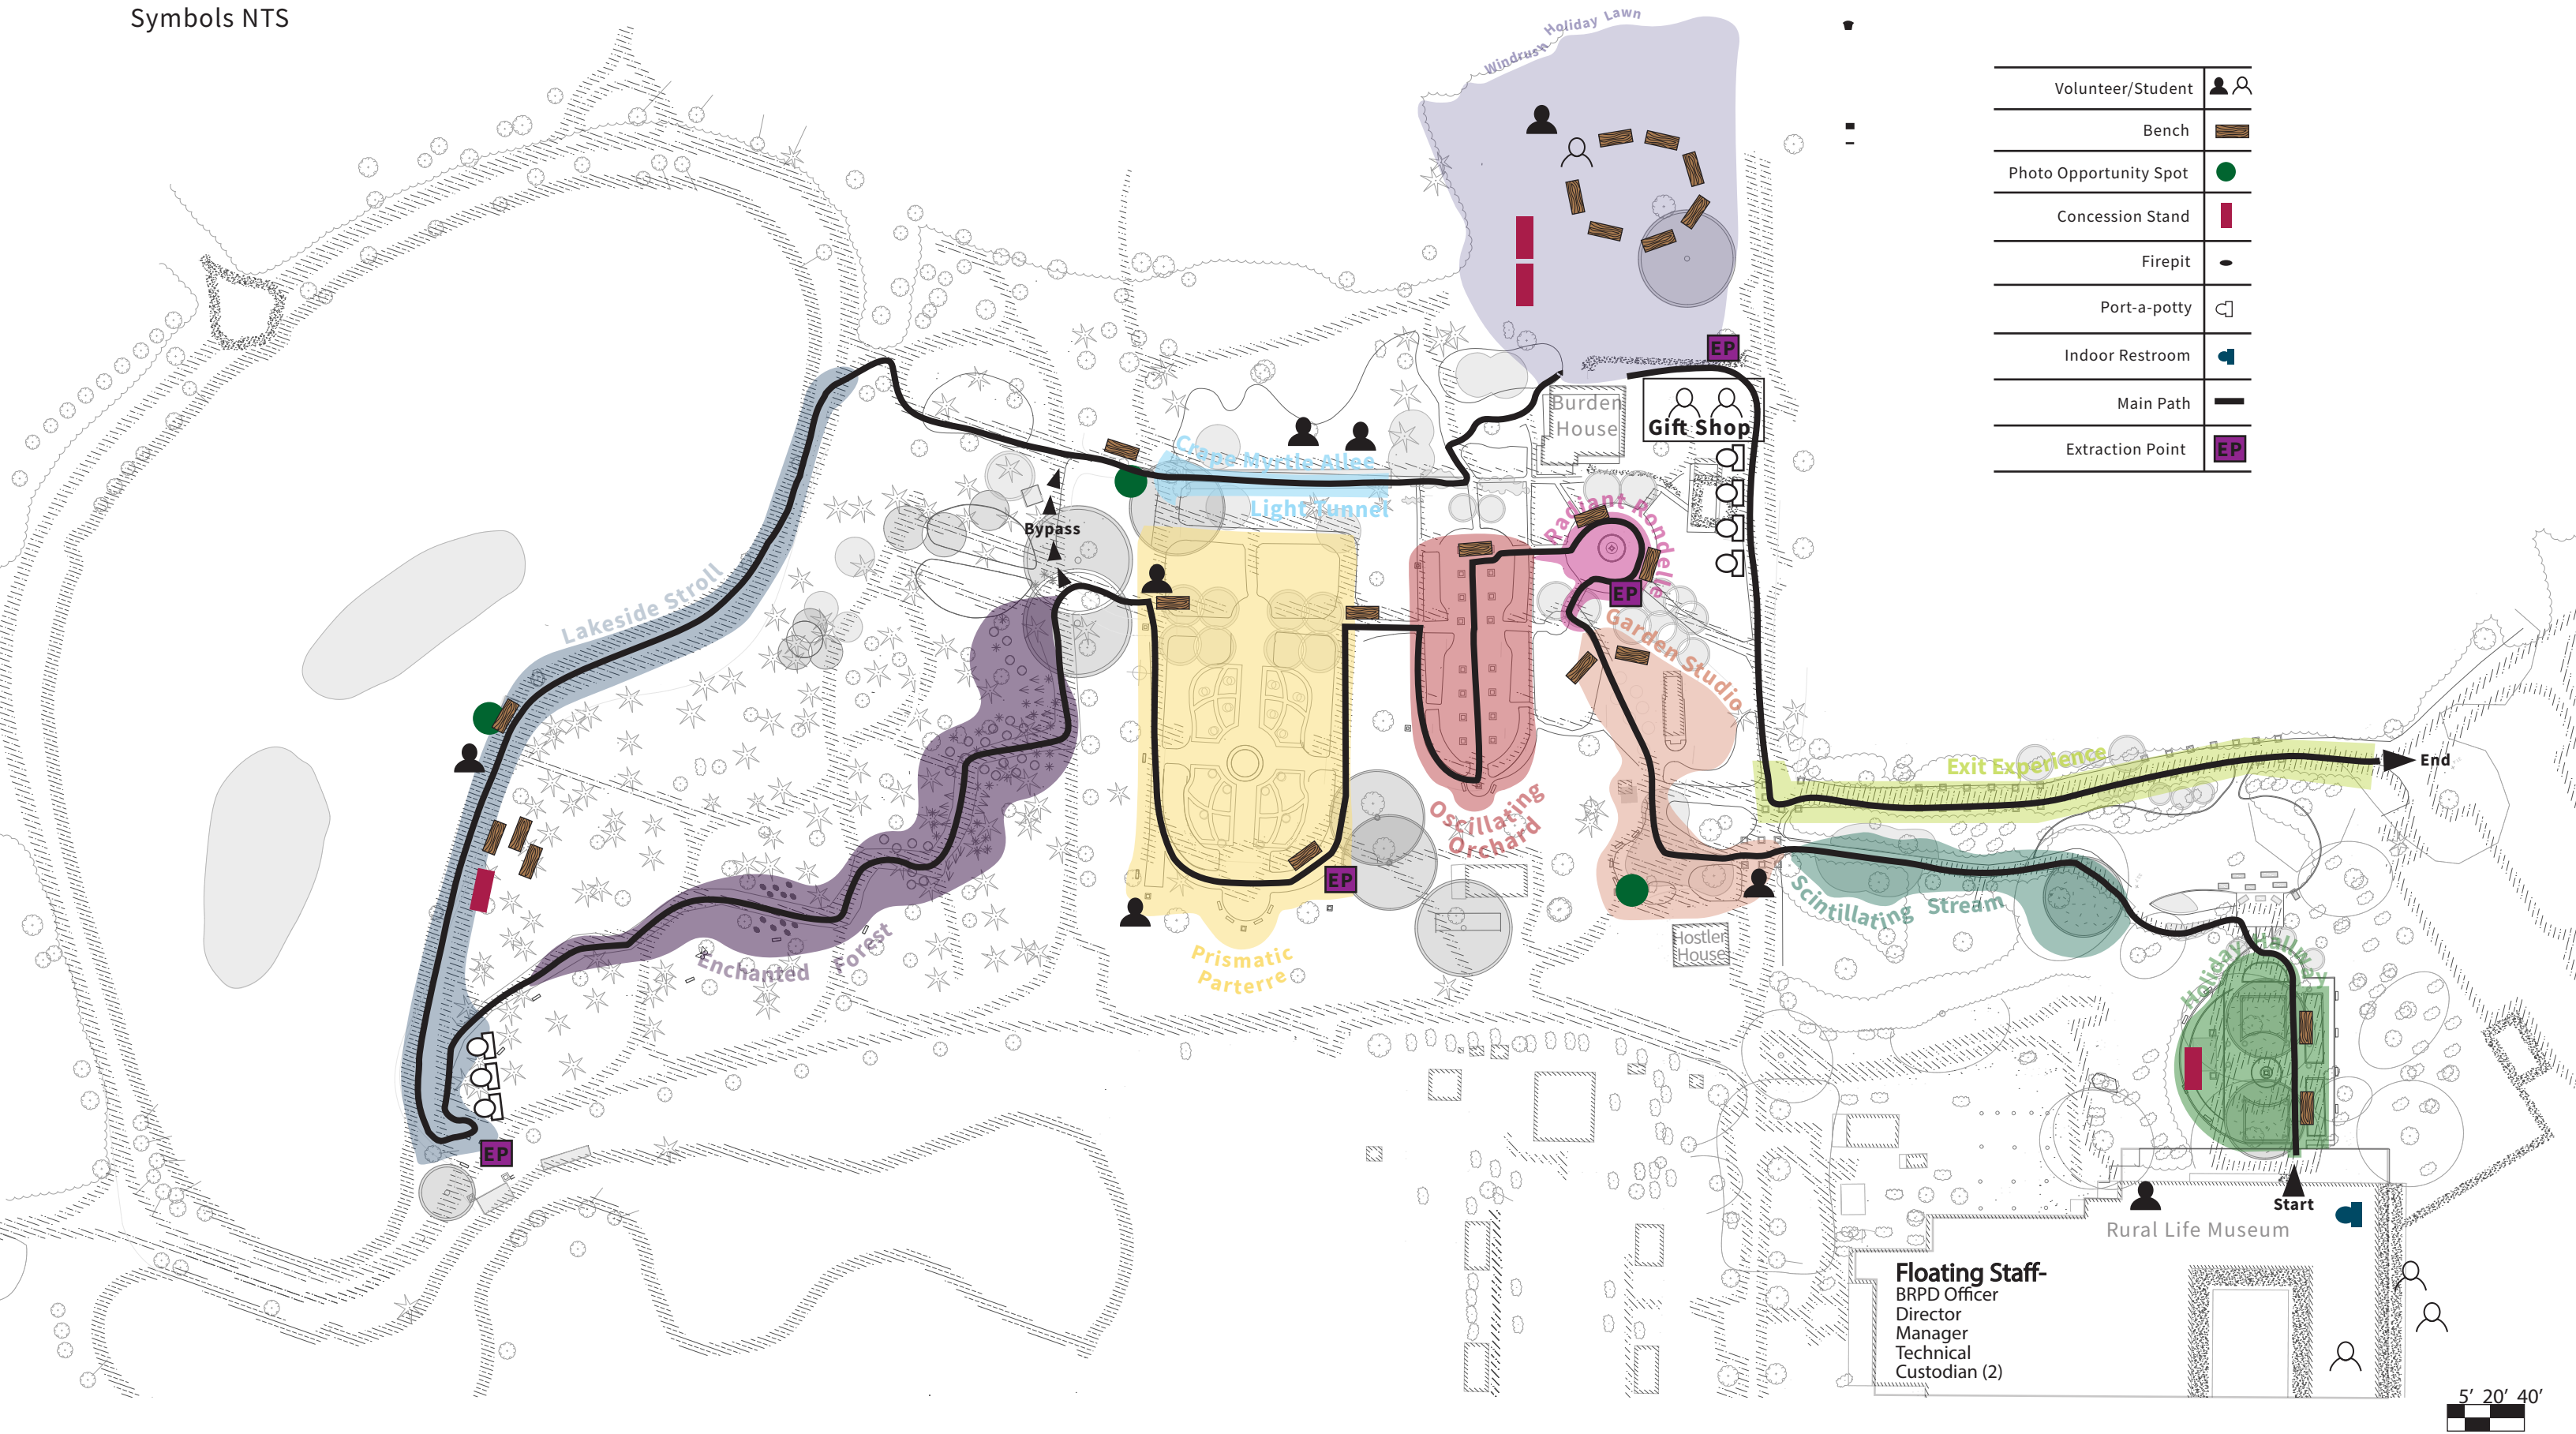 Symbols NTS
Windrush Holiday Lawn
Volunteer/Student
Bench
Photo Opportunity Spot
Concession Stand
Firepit
Port-a-potty
Indoor Restroom
Main Path
Extraction Point EP
EP
Burden
House
Gift Shop
Crape Myrtle Allee
Light Tunnel
Bypass
Radiant Rondelle
EP
Garden Studio
Lakeside Stroll
Exit Experience
End
Oscillating
Orchard
EP
Scintillating Stream
Enchanted Forest
Prismatic
Parterre
Hostler
House
Holiday Hallway
EP
Start
Rural Life Museum
Floating Staff-
BRPD Officer
Director
Manager
Technical
Custodian (2)
5' 20' 40'